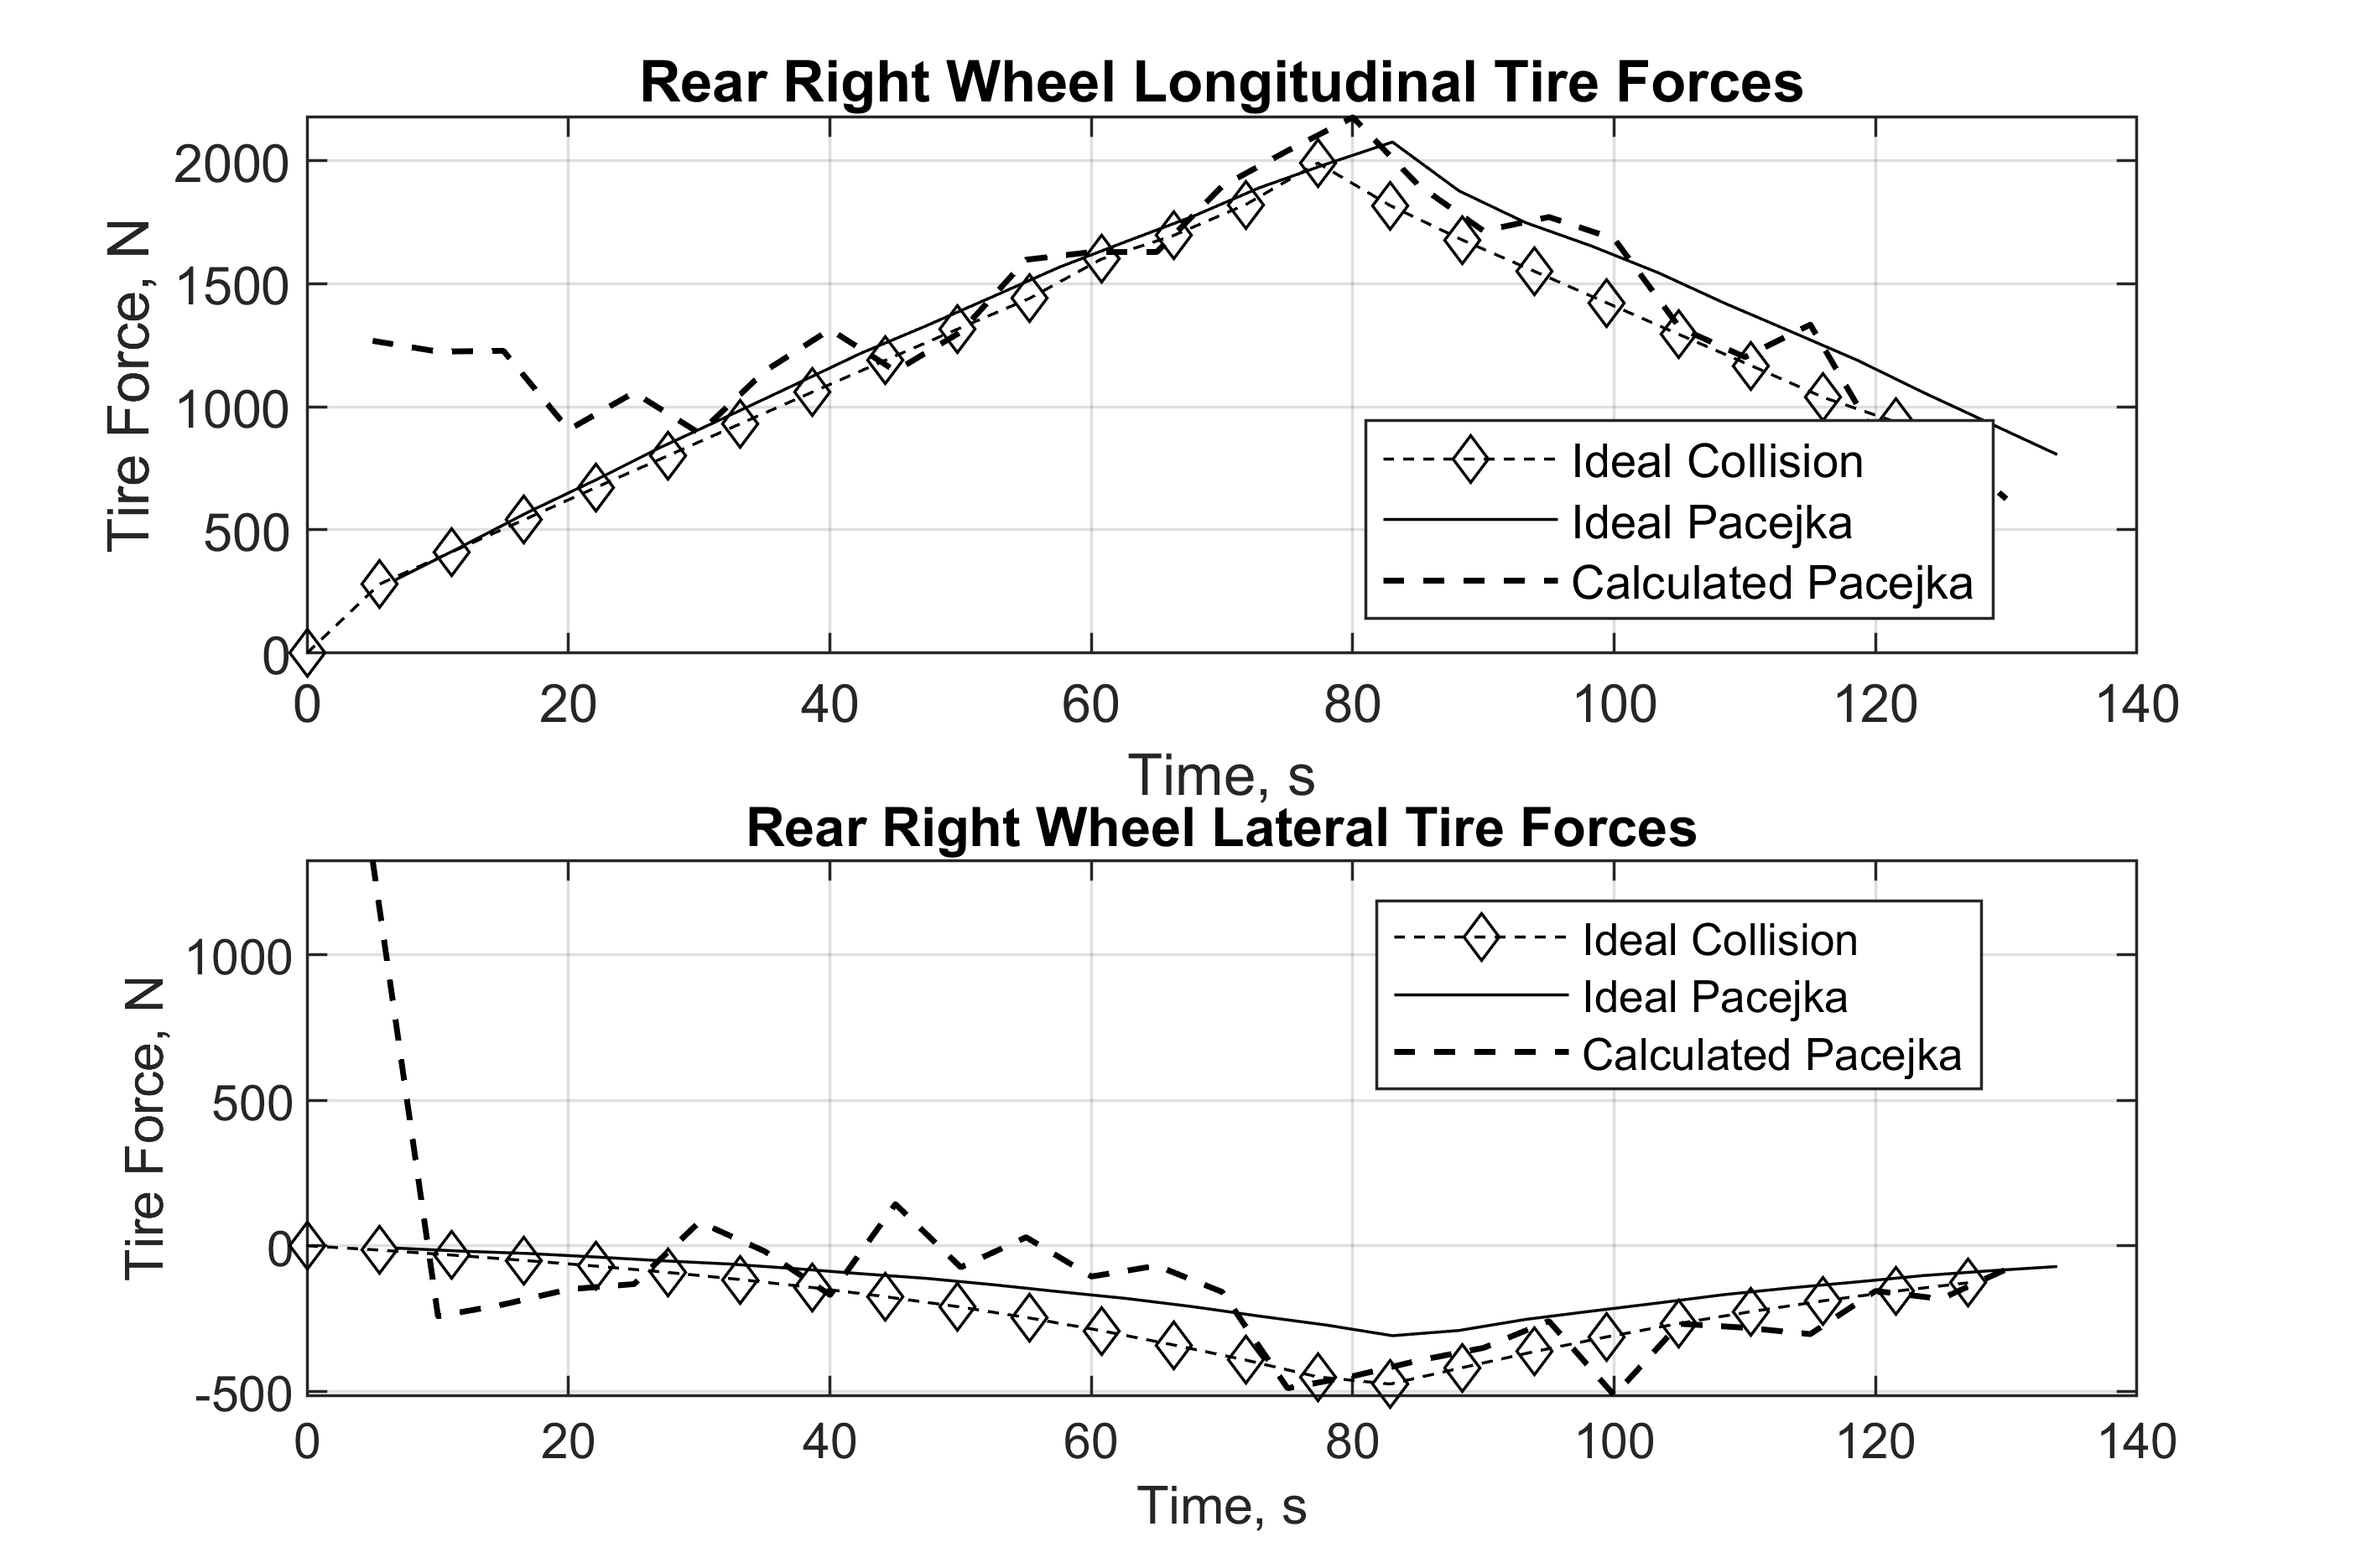 Rear Right Wheel Longitudinal Tire Forces
Tire Force, N
2000
1500
1000
500
0
Ideal Collision
Ideal Pacejka
Calculated Pacejka
0 20 40 60 80 100 120 140
Time, s
Rear Right Wheel Lateral Tire Forces
Tire Force, N
1000
500
0
-500
Ideal Collision
Ideal Pacejka
Calculated Pacejka
0 20 40 60 80 100 120 140
Time, s